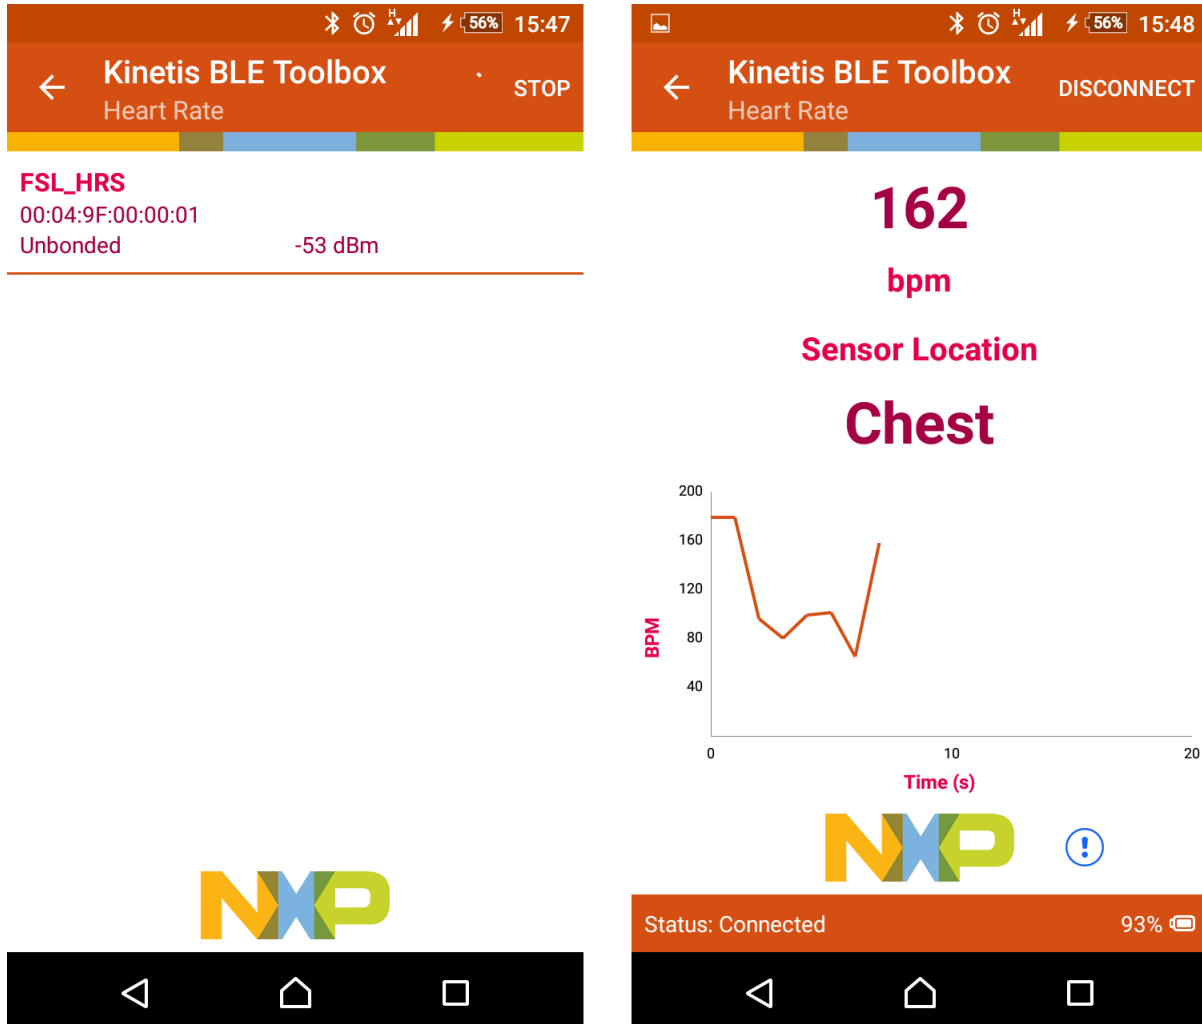 H
56% 15:47
Kinetis BLE Toolbox
Heart Rate
STOP
FSL_HRS
00:04:9F:00:00:01
Unbonded -53 dBm
NXP
H
56% 15:48
Kinetis BLE Toolbox
Heart Rate
DISCONNECT
162
bpm
Sensor Location
Chest
200
160
120
80
40
BPM
0 10 20
Time (s)
NXP
Status: Connected 93%